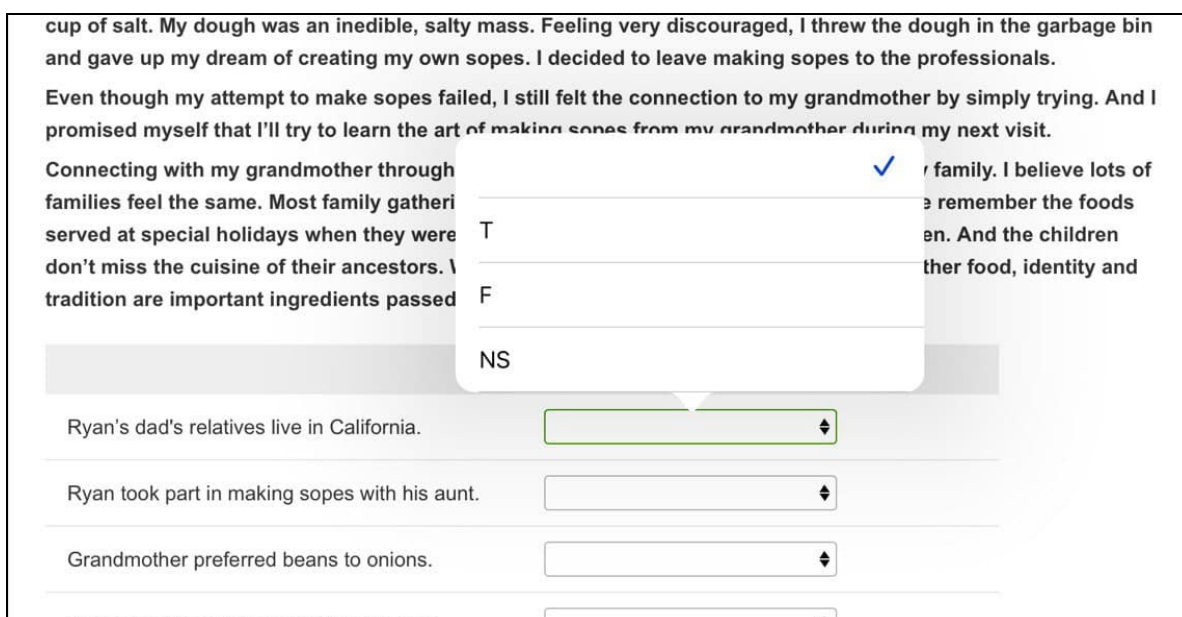 cup of salt. My dough was an inedible, salty mass. Feeling very discouraged, I threw the dough in the garbage bin
and gave up my dream of creating my own sopes. I decided to leave making sopes to the professionals.
Even though my attempt to make sopes failed, I still felt the connection to my grandmother by simply trying. And I
promised myself that I'll try to learn the art of making sopes from my grandmother during my next visit.
Connecting with my grandmother through family. I believe lots of
families feel the same. Most family remember the foods
served at special holidays when they were And the children
don't miss the cuisine of their ancestors. food, identity and
tradition are important ingredients passed
T
F
NS
Ryan's dad's relatives live in California.
Ryan took part in making sopes with his aunt.
Grandmother preferred beans to onions.